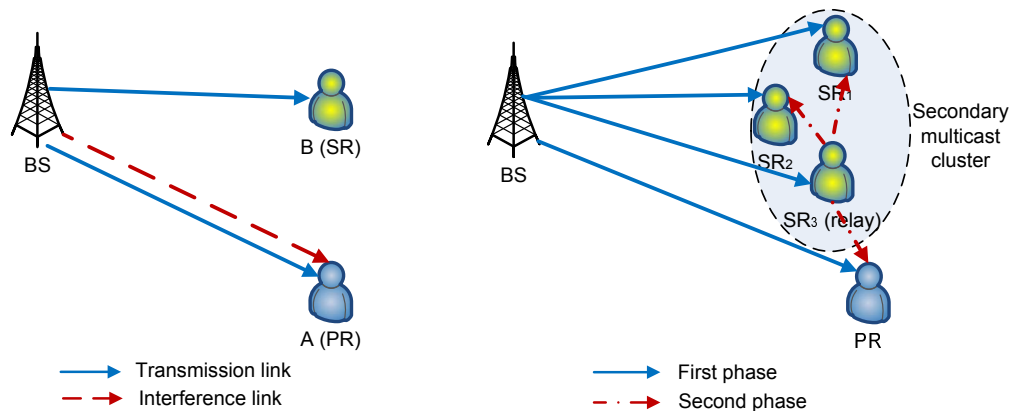 BS
B (SR)
A (PR)
Transmission link
Interference link
BS
SR1
SR2
SR3 (relay)
Secondary
multicast
cluster
PR
First phase
Second phase